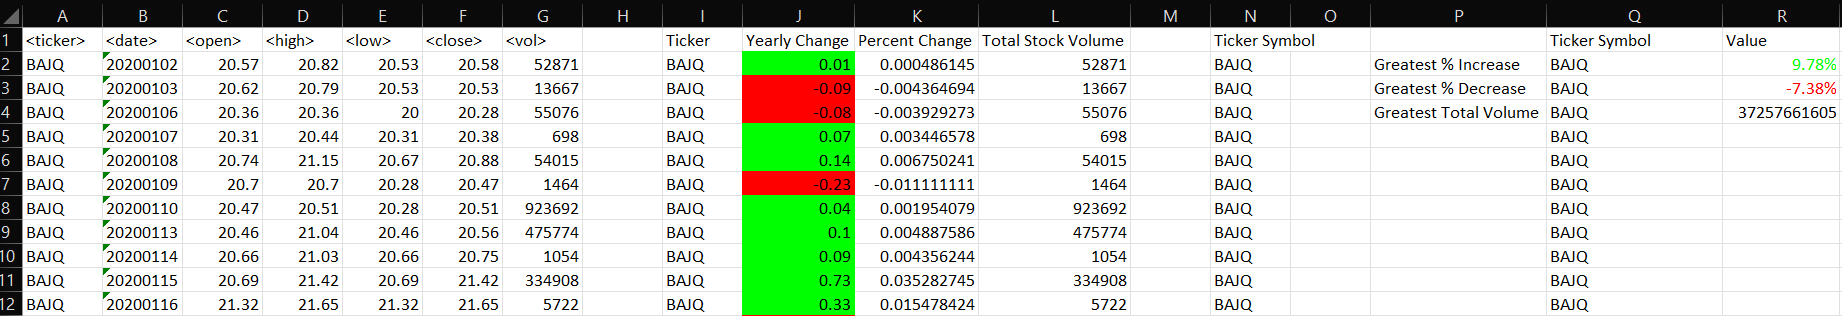 A B C D E F G H I J K L M N O P Q R
1 <ticker> <date> <open> <high> <low> <close> <vol> Ticker Yearly Change Percent Change Total Stock Volume Ticker Symbol Ticker Symbol Value
2 BAJQ 20200102 20.57 20.82 20.53 20.58 52871 BAJQ 0.01 0.000486145 52871 BAJQ Greatest % Increase BAJQ 9.78%
3 BAJQ 20200103 20.62 20.79 20.53 20.53 13667 BAJQ -0.09 -0.004364694 13667 BAJQ Greatest % Decrease BAJQ -7.38%
4 BAJQ 20200106 20.36 20.36 20 20.28 55076 BAJQ -0.08 -0.003929273 55076 BAJQ Greatest Total Volume BAJQ 37257661605
5 BAJQ 20200107 20.31 20.44 20.31 20.38 698 BAJQ 0.07 0.003446578 698 BAJQ BAJQ
6 BAJQ 20200108 20.74 21.15 20.67 20.88 54015 BAJQ 0.14 0.006750241 54015 BAJQ BAJQ
7 BAJQ 20200109 20.7 20.7 20.28 20.47 1464 BAJQ -0.23 -0.011111111 1464 BAJQ BAJQ
8 BAJQ 20200110 20.47 20.51 20.28 20.51 923692 BAJQ 0.04 0.001954079 923692 BAJQ BAJQ
9 BAJQ 20200113 20.46 21.04 20.46 20.56 475774 BAJQ 0.1 0.004887586 475774 BAJQ BAJQ
10 BAJQ 20200114 20.66 21.03 20.66 20.75 1054 BAJQ 0.09 0.004356244 1054 BAJQ BAJQ
11 BAJQ 20200115 20.69 21.42 20.69 21.42 334908 BAJQ 0.73 0.035282745 334908 BAJQ BAJQ
12 BAJQ 20200116 21.32 21.65 21.32 21.65 5722 BAJQ 0.33 0.015478424 5722 BAJQ BAJQ